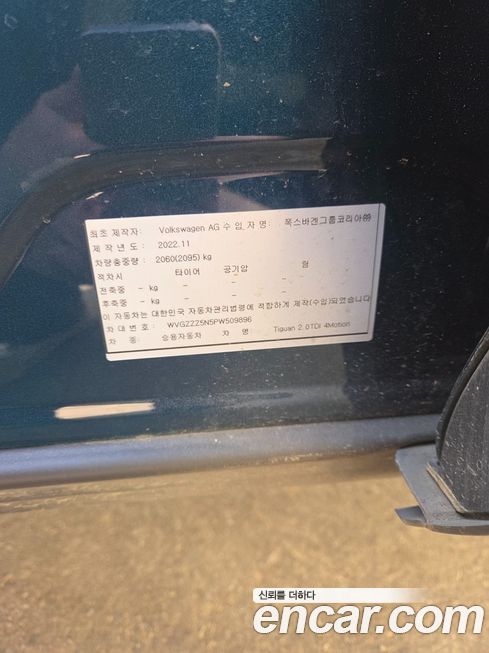 최초 제작자: Volkswagen AG 수 입 자 명: 폭스바겐그룹코리아㈜
제 작 년 도: 2022.11
차량총중량: 2060(2095) kg
적차시 타이어 공기압 림
전축중 - kg - - -
후축중 - kg - - -
이 자동차는 대한민국 자동차관리법령에 적합하게 제작(수입)되었습니다
차 대 번 호: WVGZZZ5N5PW509896
차 종: 승용자동차 차 명: Tiguan 2.0TDI 4Motion
신뢰를 더하다
encar.com